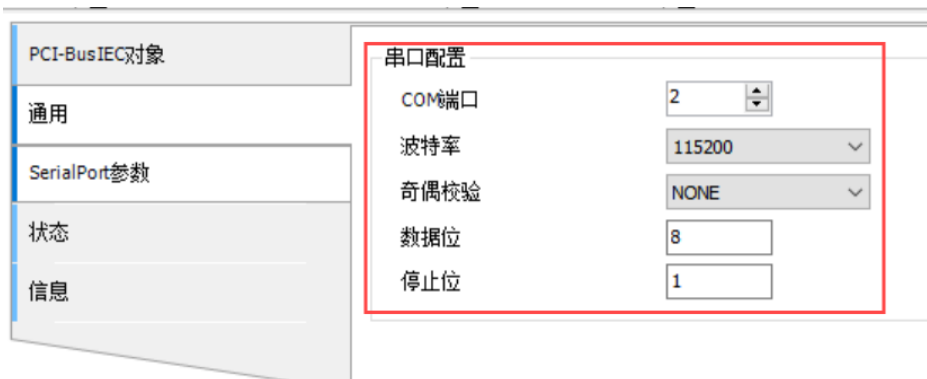 PCI-BusIEC对象
通用
SerialPort参数
状态
信息
串口配置
COM端口 2
波特率 115200
奇偶校验 NONE
数据位 8
停止位 1